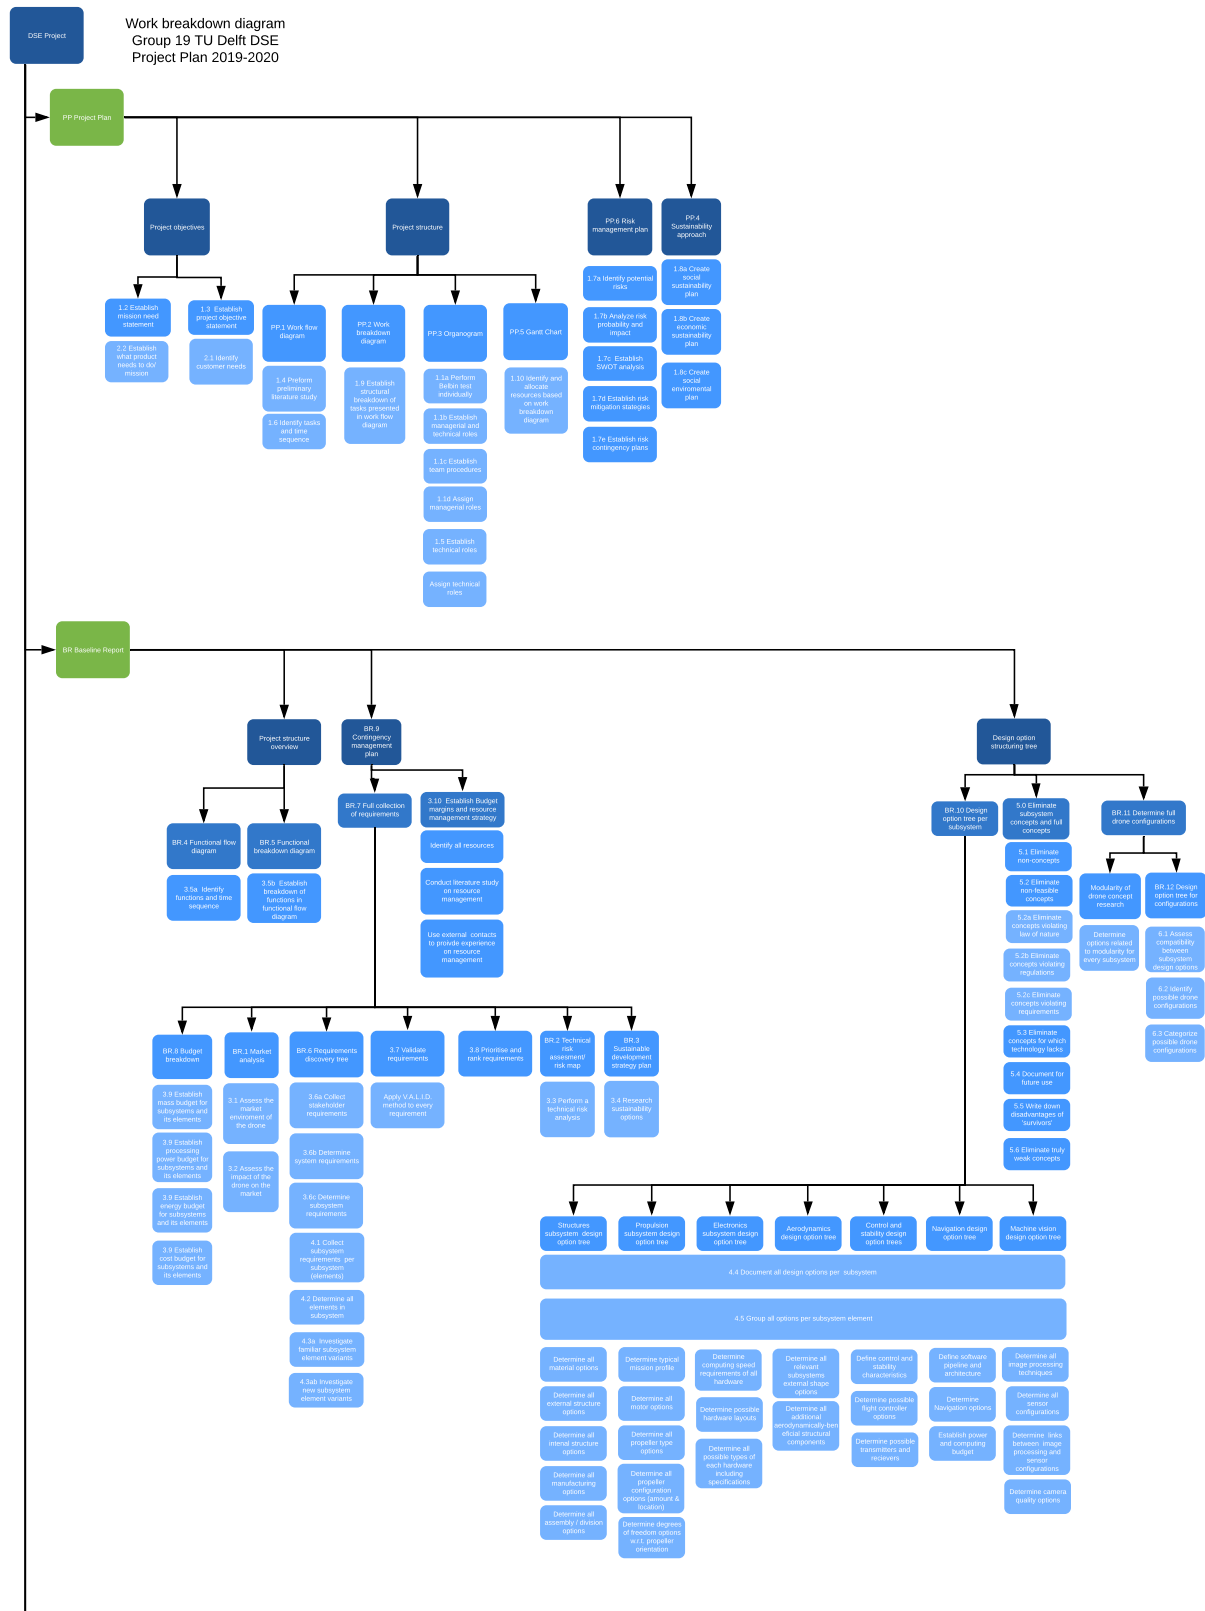 DSE Project
Work breakdown diagram
Group 19 TU Delft DSE
Project Plan 2019-2020
PP Project Plan
Project objectives
Project structure
PP.6 Risk
management plan
PP.4
Sustainability
approach
1.2 Establish
mission need
statement
2.2 Establish
what product
needs to do/
mission
1.3  Establish
project objective
statement
2.1 Identify
customer needs
PP.1 Work flow
diagram
1.4 Preform
preliminary
literature study
1.6 Identify tasks
and time
sequence
PP.2 Work
breakdown
diagram
1.9 Establish
structural
breakdown of
tasks presented
in work flow
diagram
PP.3 Organogram
1.1a Perform
Belbin test
individually
1.1b Establish
managerial and
technical roles
1.1c Establish
team procedures
1.1d Assign
managerial roles
1.5 Establish
technical roles
Assign technical
roles
PP.5 Gantt Chart
1.10 Identify and
allocate
resources based
on work
breakdown
diagram
1.7a Identify potential
risks
1.7b Analyze risk
probability and
impact
1.7c  Establish
SWOT analysis
1.7d Establish risk
mitigation stategies
1.7e Establish risk
contingency plans
1.8a Create
social
sustainability
plan
1.8b Create
economic
sustainability
plan
1.8c Create
social
enviromental
plan
BR Baseline Report
Project structure
overview
BR.9
Contingency
management
plan
Design option
structuring tree
BR.4 Functional flow
diagram
3.5a  Identify
functions and time
sequence
BR.5 Functional
breakdown diagram
3.5b  Establish
breakdown of
functions in
functional flow
diagram
BR.7 Full collection
of requirements
3.10  Establish Budget
margins and resource
management strategy
Identify all resources
Conduct literature study
on resource
management
Use external  contacts
to proivde experience
on resource
management
BR.10 Design
option tree per
subsystem
5.0 Eliminate
subsystem
concepts and full
concepts
5.1 Eliminate
non-concepts
5.2 Eliminate
non-feasible
concepts
5.2a Eliminate
concepts violating
law of nature
5.2b Eliminate
concepts violating
regulations
5.2c Eliminate
concepts violating
requirements
5.3 Eliminate
concepts for which
technology lacks
5.4 Document for
future use
5.5 Write down
disadvantages of
'survivors'
5.6 Eliminate truly
weak concepts
BR.11 Determine full
drone configurations
Modularity of
drone concept
research
Determine
options related
to modularity for
every subsystem
BR.12 Design
option tree for
configurations
6.1 Assess
compatibility
between
subsystem
design options
6.2 Identify
possible drone
configurations
6.3 Categorize
possible drone
configurations
BR.8 Budget
breakdown
3.9 Establish
mass budget for
subsystems and
its elements
3.9 Establish
processing
power budget for
subsystems and
its elements
3.9 Establish
energy budget
for subsystems
and its elements
3.9 Establish
cost budget for
subsystems and
its elements
BR.1 Market
analysis
3.1 Assess the
market
enviroment of
the drone
3.2 Assess the
impact of the
drone on the
market
BR.6 Requirements
discovery tree
3.6a Collect
stakeholder
requirements
3.6b Determine
system requirements
3.6c Determine
subsystem
requirements
4.1 Collect
subsystem
requirements  per
subsystem
(elements)
4.2 Determine all
elements in
subsystem
4.3a  Investigate
familiar subsystem
element variants
4.3ab Investigate
new subsystem
element variants
3.7 Validate
requirements
Apply V.A.L.I.D.
method to every
requirement
3.8 Prioritise and
rank requirements
BR.2 Technical
risk
assesment/
risk map
3.3 Perform a
technical risk
analysis
BR.3
Sustainable
development
strategy plan
3.4 Research
sustainability
options
Structures
subsystem  design
option tree
Propulsion
subsystem design
option tree
Electronics
subsystem design
option tree
Aerodynamics
design option tree
Control and
stability design
option trees
Navigation design
option tree
Machine vision
design option tree
4.4 Document all design options per  subsystem
4.5 Group all options per subsystem element
Determine all
material options
Determine all
external structure
options
Determine all
intenal structure
options
Determine all
manufacturing
options
Determine all
assembly / division
options
Determine typical
mission profile
Determine all
motor options
Determine all
propeller type
options
Determine all
propeller
configuration
options (amount &
location)
Determine degrees
of freedom options
w.r.t. propeller
orientation
Determine
computing speed
requirements of all
hardware
Determine possible
hardware layouts
Determine all
possible types of
each hardware
including
specifications
Determine all
relevant
subsystems
external shape
options
Determine all
additional
aerodynamically-ben
eficial structural
components
Define control and
stability
characteristics
Determine possible
flight controller
options
Determine possible
transmitters and
recievers
Define software
pipeline and
architecture
Determine
Navigation options
Establish power
and computing
budget
Determine all
image processing
techniques
Determine all
sensor
configurations
Determine  links
between  image
processing and
sensor
configurations
Determine camera
quality options